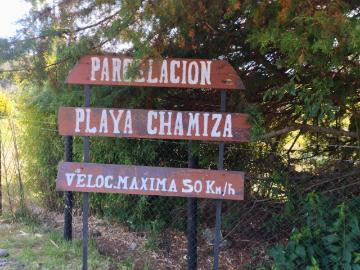 PARCELACION
PLAYA CHAMIZA
VELOC.MAXIMA 50 Km/h